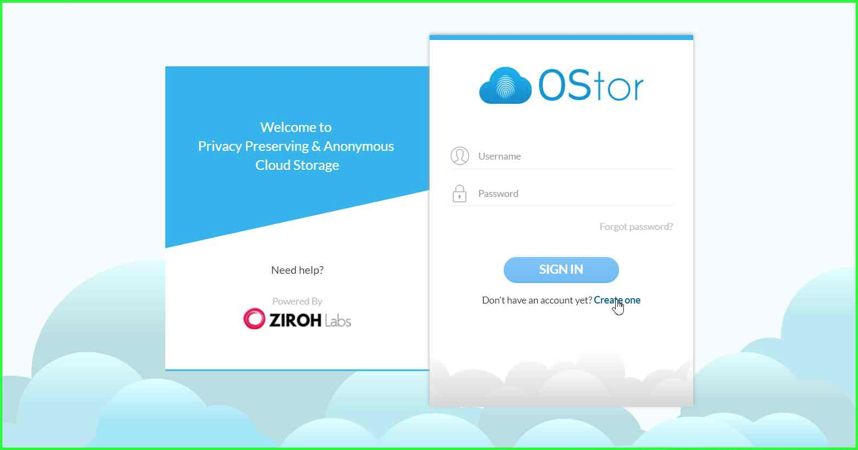 Welcome to
Privacy Preserving & Anonymous
Cloud Storage
Need help?
Powered By
ZIROH Labs
OStor
Username
Password
Forgot password?
SIGN IN
Don't have an account yet? Create one